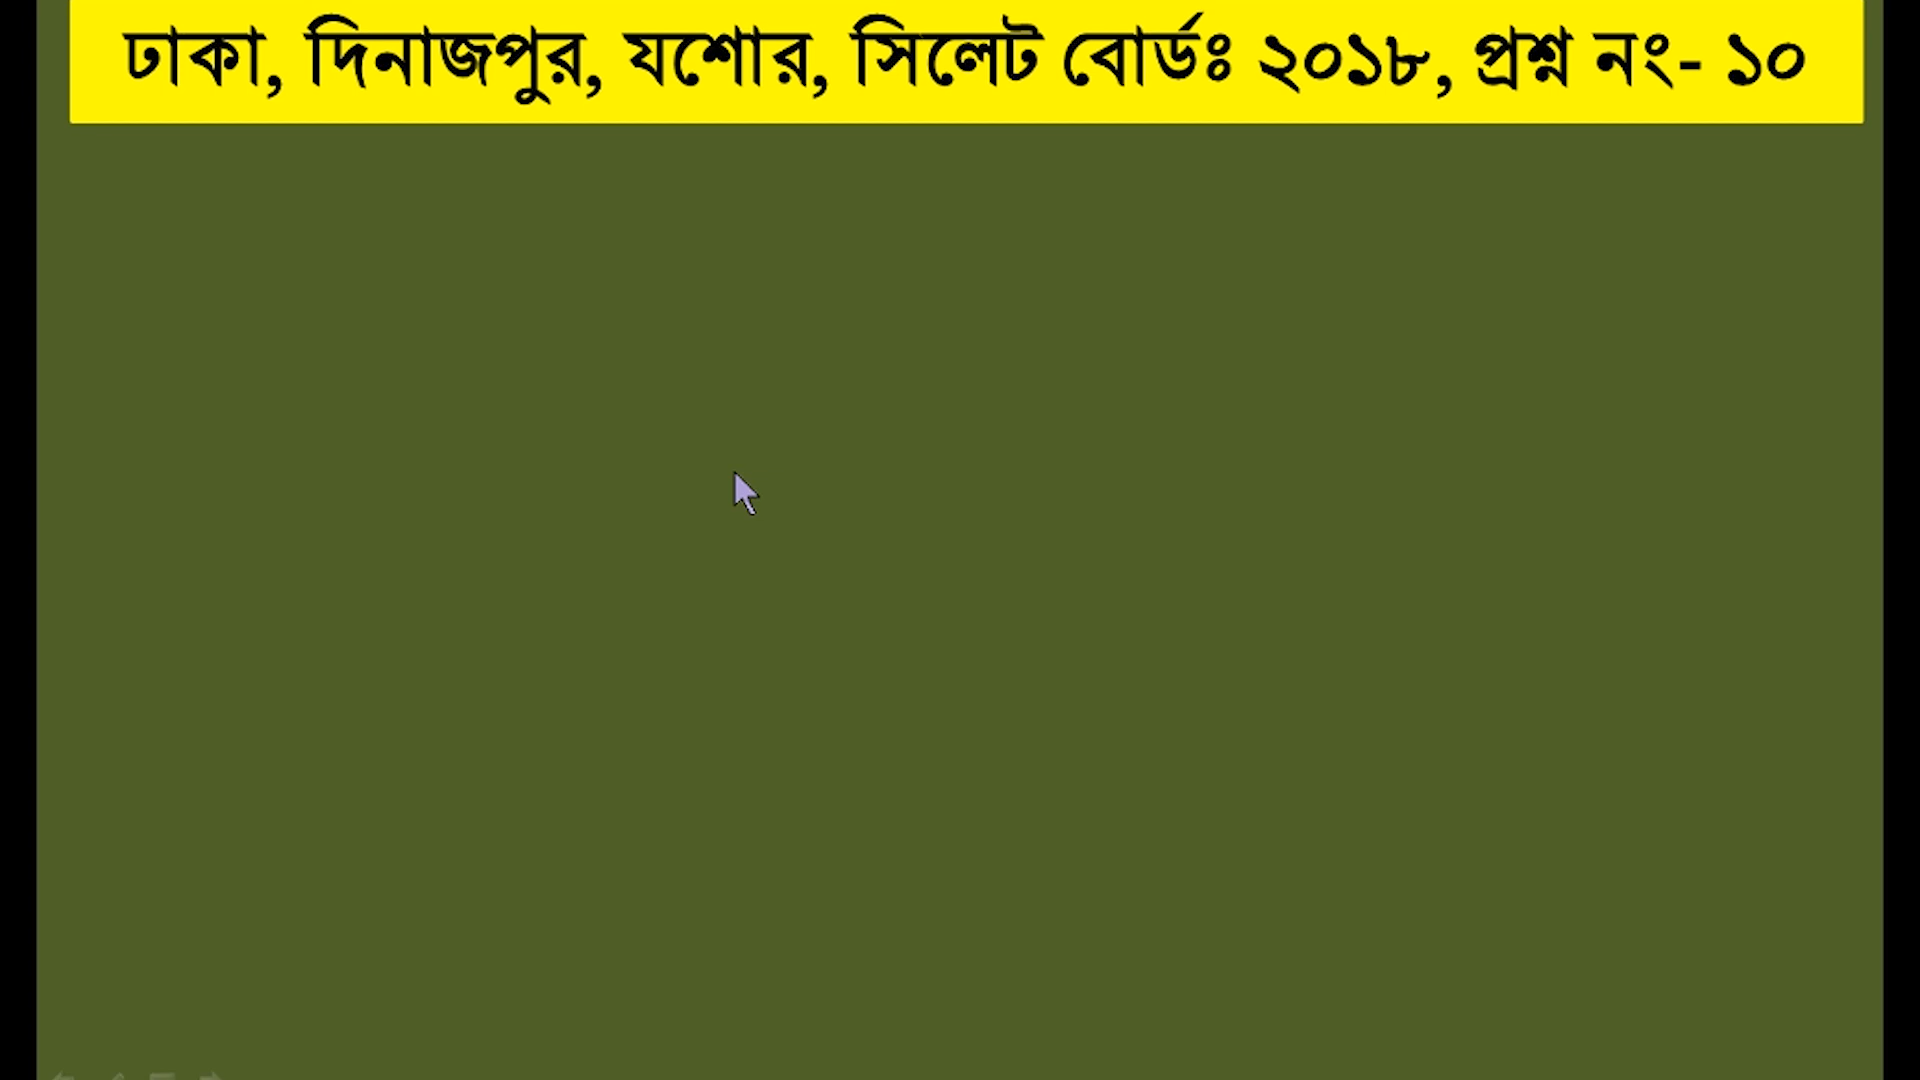 ঢাকা, দিনাজপুর, যশোর, সিলেট বোর্ডঃ ২০১৮, প্রশ্ন নং- ১০